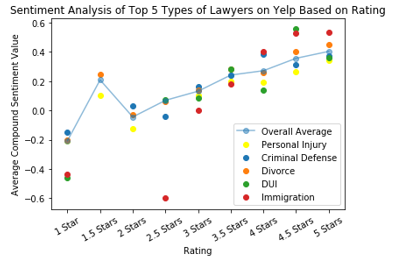 Sentiment Analysis of Top 5 Types of Lawyers on Yelp Based on Rating
Average Compound Sentiment Value
0.6
0.4
0.2
0.0
−0.2
−0.4
−0.6
Overall Average
Personal Injury
Criminal Defense
Divorce
DUI
Immigration
1 Star
1.5 Stars
2 Stars
2.5 Stars
3 Stars
3.5 Stars
4 Stars
4.5 Stars
5 Stars
Rating